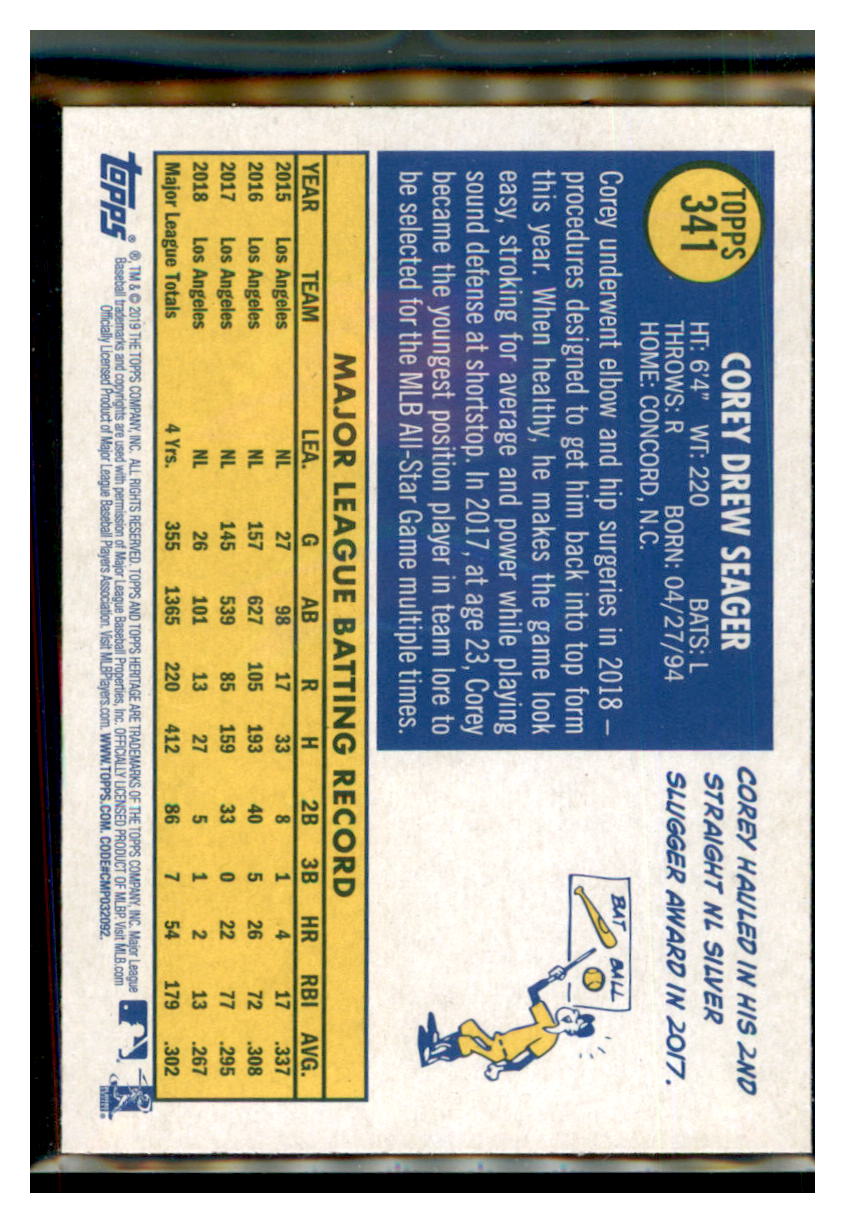 TOPPS
341
COREY DREW SEAGER
HT: 6'4" WT: 220 BATS: L
THROWS: R BORN: 04/27/94
HOME: CONCORD, N.C.
Corey underwent elbow and hip surgeries in 2018 –
procedures designed to get him back into top form
this year. When healthy, he makes the game look
easy, stroking for average and power while playing
sound defense at shortstop. In 2017, at age 23, Corey
became the youngest position player in team lore to
be selected for the MLB All-Star Game multiple times.
COREY HAULED IN HIS 2ND
STRAIGHT NL SILVER
SLUGGER AWARD IN 2017.
BAT BALL
MAJOR LEAGUE BATTING RECORD
YEAR TEAM LEA. G AB R H 2B 3B HR RBI AVG.
2015 Los Angeles NL 27 98 17 33 8 1 4 17 .337
2016 Los Angeles NL 157 627 105 193 40 5 26 72 .308
2017 Los Angeles NL 145 539 85 159 33 0 22 77 .295
2018 Los Angeles NL 26 101 13 27 5 1 2 13 .267
Major League Totals 4 Yrs. 355 1365 220 412 86 7 54 179 .302
topps
®, TM & © 2019 THE TOPPS COMPANY, INC. ALL RIGHTS RESERVED. TOPPS AND TOPPS HERITAGE ARE TRADEMARKS OF THE TOPPS COMPANY, INC. Major League
Baseball trademarks and copyrights are used with permission of Major League Baseball Properties, Inc. OFFICIALLY LICENSED PRODUCT OF MLBP. Visit MLB.com
Officially Licensed Product of Major League Baseball Players Association. Visit MLBPlayers.com. WWW.TOPPS.COM. CODE#CMP032092.